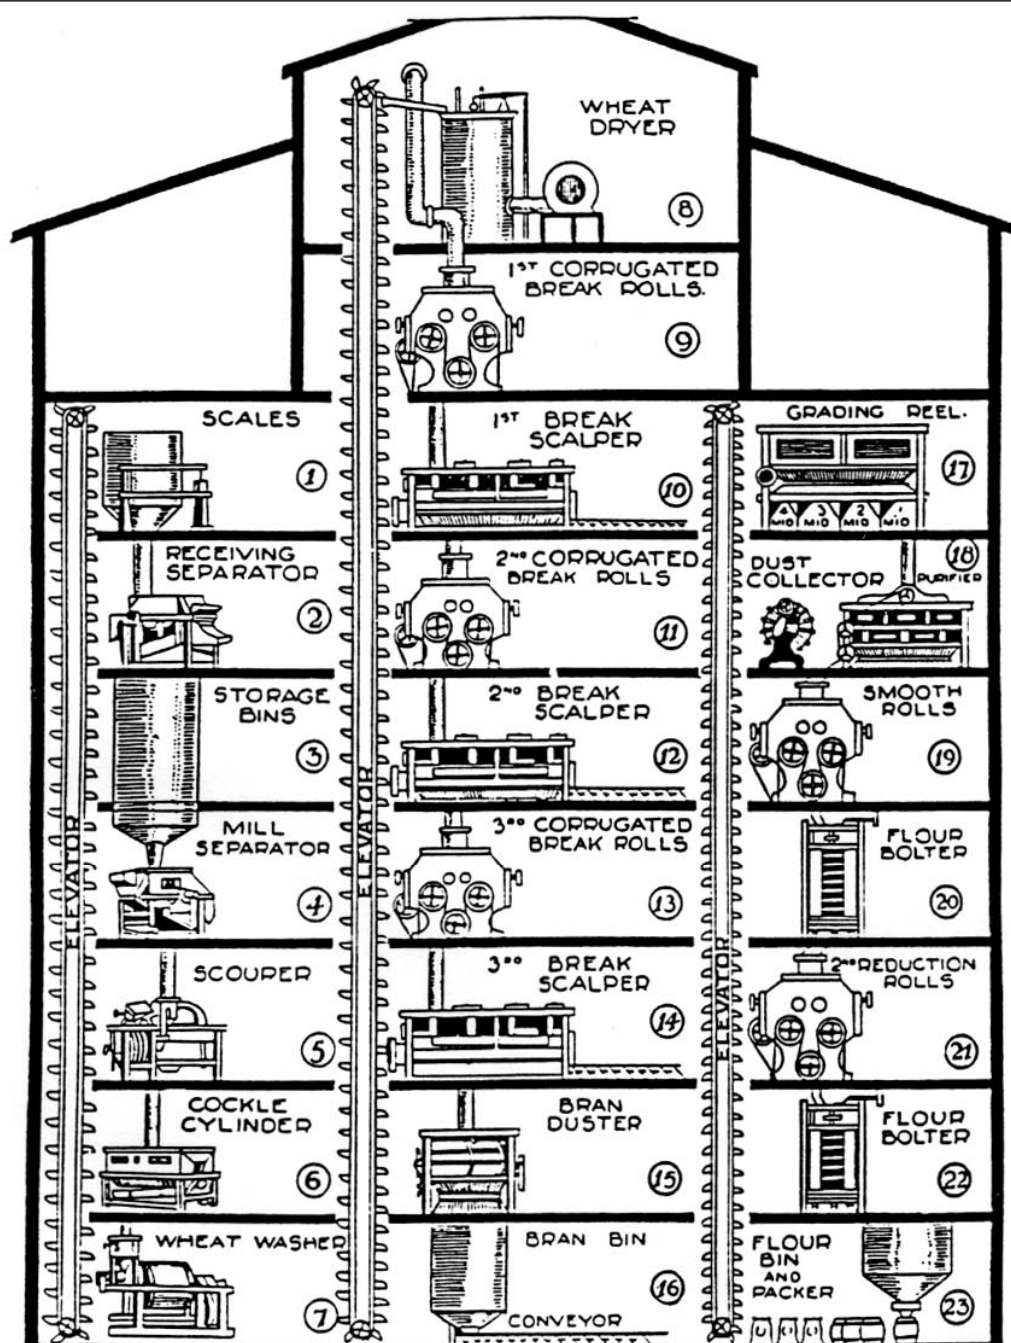 WHEAT
DRYER
8
1ST CORRUGATED
BREAK ROLLS.
9
SCALES
1
RECEIVING
SEPARATOR
2
STORAGE
BINS
3
MILL
SEPARATOR
4
SCOURER
5
COCKLE
CYLINDER
6
WHEAT WASHER
7
ELEVATOR
ELEVATOR
1ST BREAK
SCALPER
10
2ND CORRUGATED
BREAK ROLLS
11
2ND BREAK
SCALPER
12
3RD CORRUGATED
BREAK ROLLS
13
3RD BREAK
SCALPER
14
BRAN
DUSTER
15
BRAN BIN
16
CONVEYOR
ELEVATOR
GRADING REEL.
17
4 3 2 1
MID MID MID MID
18
DUST
COLLECTOR
PURIFIER
SMOOTH
ROLLS
19
FLOUR
BOLTER
20
2ND REDUCTION
ROLLS
21
FLOUR
BOLTER
22
FLOUR
BIN
AND
PACKER
23